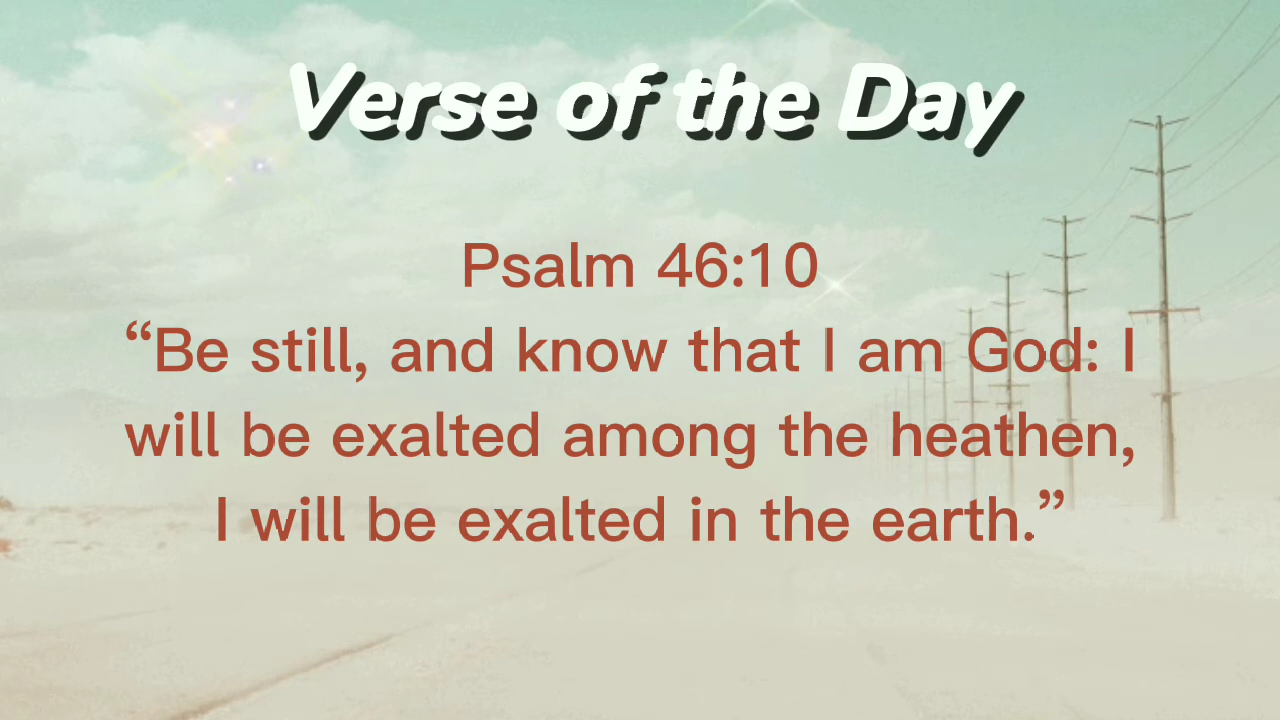 Verse of the Day
Psalm 46:10
“Be still, and know that I am God: I
will be exalted among the heathen,
I will be exalted in the earth.”